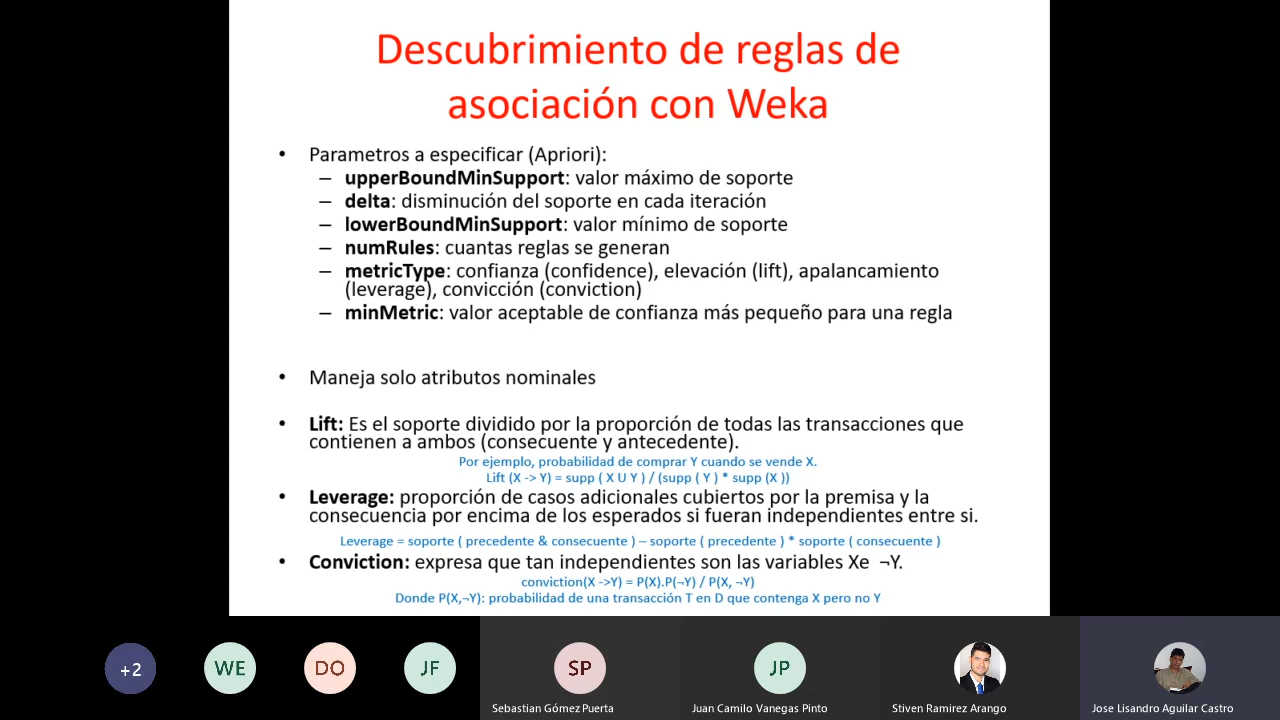 Descubrimiento de reglas de
asociación con Weka
• Parametros a especificar (Apriori):
– upperBoundMinSupport: valor máximo de soporte
– delta: disminución del soporte en cada iteración
– lowerBoundMinSupport: valor mínimo de soporte
– numRules: cuantas reglas se generan
– metricType: confianza (confidence), elevación (lift), apalancamiento
(leverage), convicción (conviction)
– minMetric: valor aceptable de confianza más pequeño para una regla
• Maneja solo atributos nominales
• Lift: Es el soporte dividido por la proporción de todas las transacciones que
contienen a ambos (consecuente y antecedente).
Por ejemplo, probabilidad de comprar Y cuando se vende X.
Lift (X -> Y) = supp ( X U Y ) / (supp ( Y ) * supp (X ))
• Leverage: proporción de casos adicionales cubiertos por la premisa y la
consecuencia por encima de los esperados si fueran independientes entre si.
Leverage = soporte ( precedente & consecuente ) – soporte ( precedente ) * soporte ( consecuente )
• Conviction: expresa que tan independientes son las variables Xe ¬Y.
conviction(X ->Y) = P(X).P(¬Y) / P(X, ¬Y)
Donde P(X,¬Y): probabilidad de una transacción T en D que contenga X pero no Y
+2
WE
DO
JF
SP
JP
Sebastian Gómez Puerta
Juan Camilo Vanegas Pinto
Stiven Ramirez Arango
Jose Lisandro Aguilar Castro